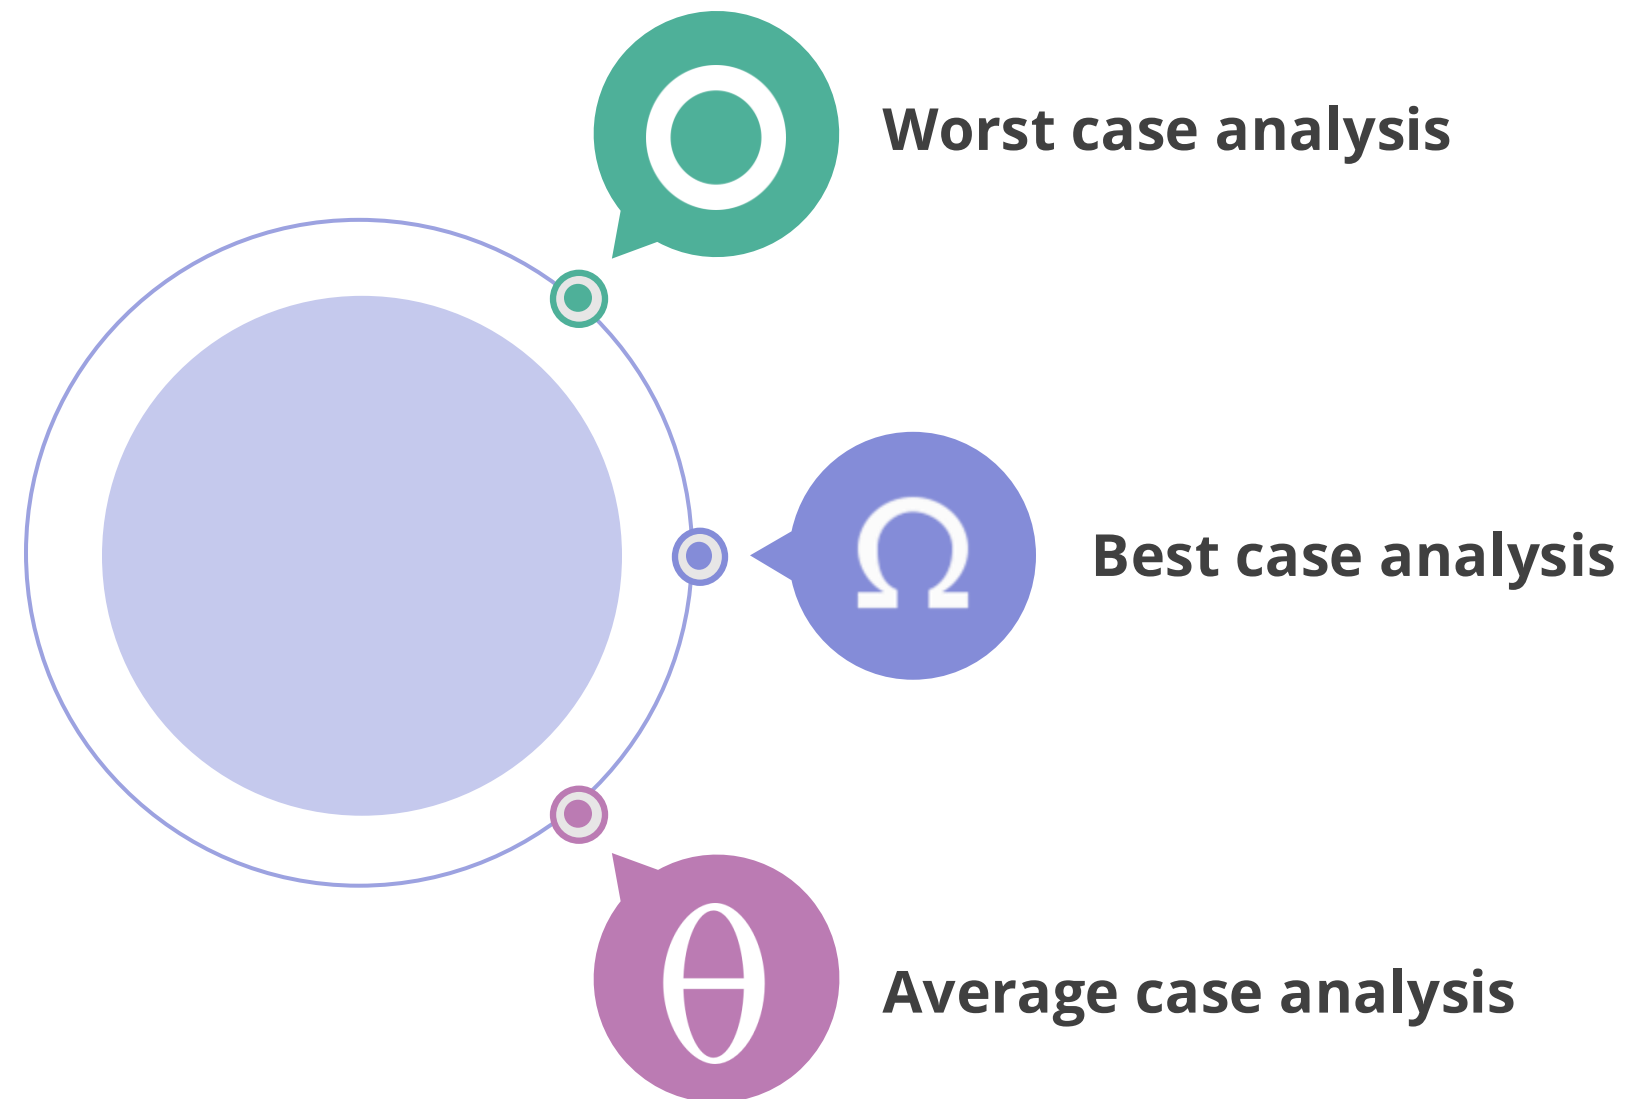 O Worst case analysis
Ω Best case analysis
θ Average case analysis